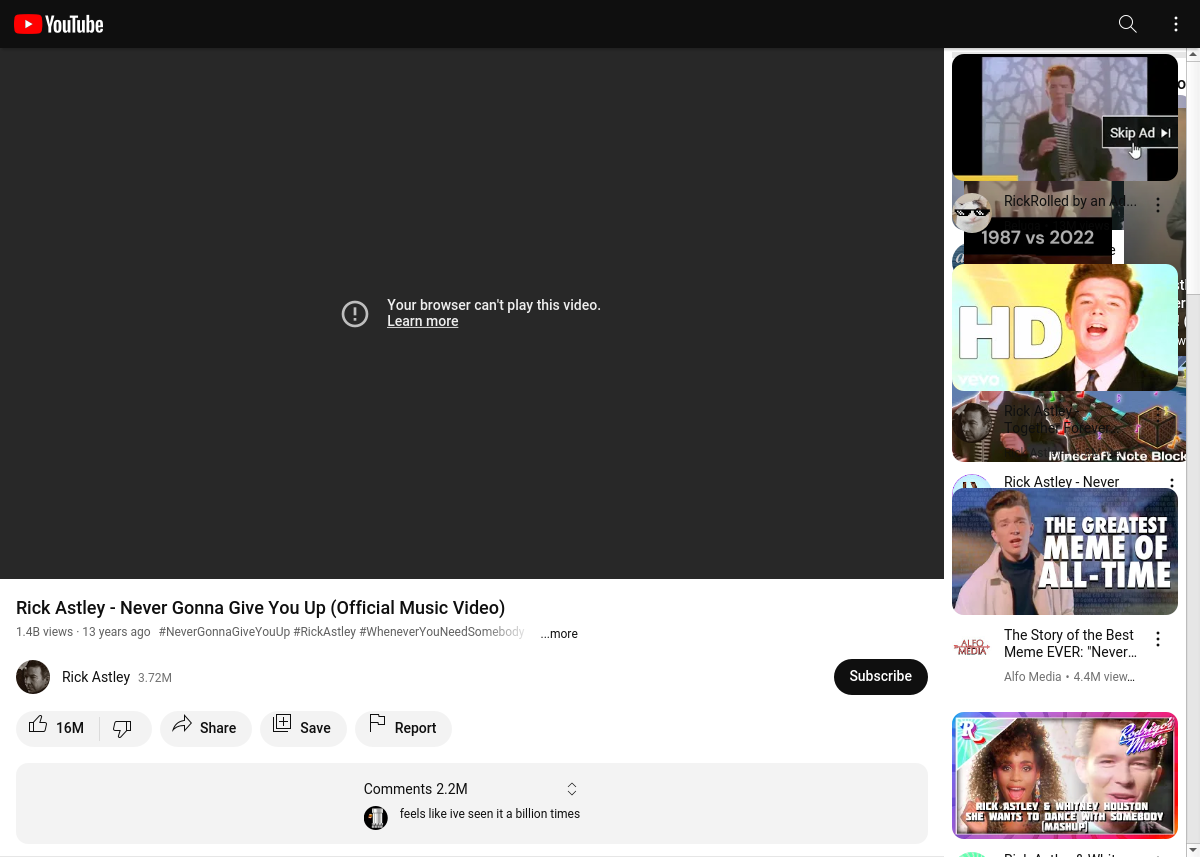 YouTube
Your browser can't play this video.
Learn more
Rick Astley - Never Gonna Give You Up (Official Music Video)
1.4B views · 13 years ago #NeverGonnaGiveYouUp #RickAstley #WheneverYouNeedSomebody ...more
Rick Astley 3.72M
Subscribe
16M
Share
Save
Report
Comments 2.2M
feels like ive seen it a billion times
Skip Ad
RickRolled by an Ad...
1987 vs 2022
HD
vevo
Rick Astley -
Together Forever
Minecraft Note Block
Rick Astley - Never
THE GREATEST
MEME OF
ALL-TIME
ALFO
MEDIA
The Story of the Best
Meme EVER: "Never...
Alfo Media • 4.4M view...
R
Rodrigo's
Music
RICK ASTLEY & WHITNEY HOUSTON
SHE WANTS TO DANCE WITH SOMEBODY
(MASHUP)